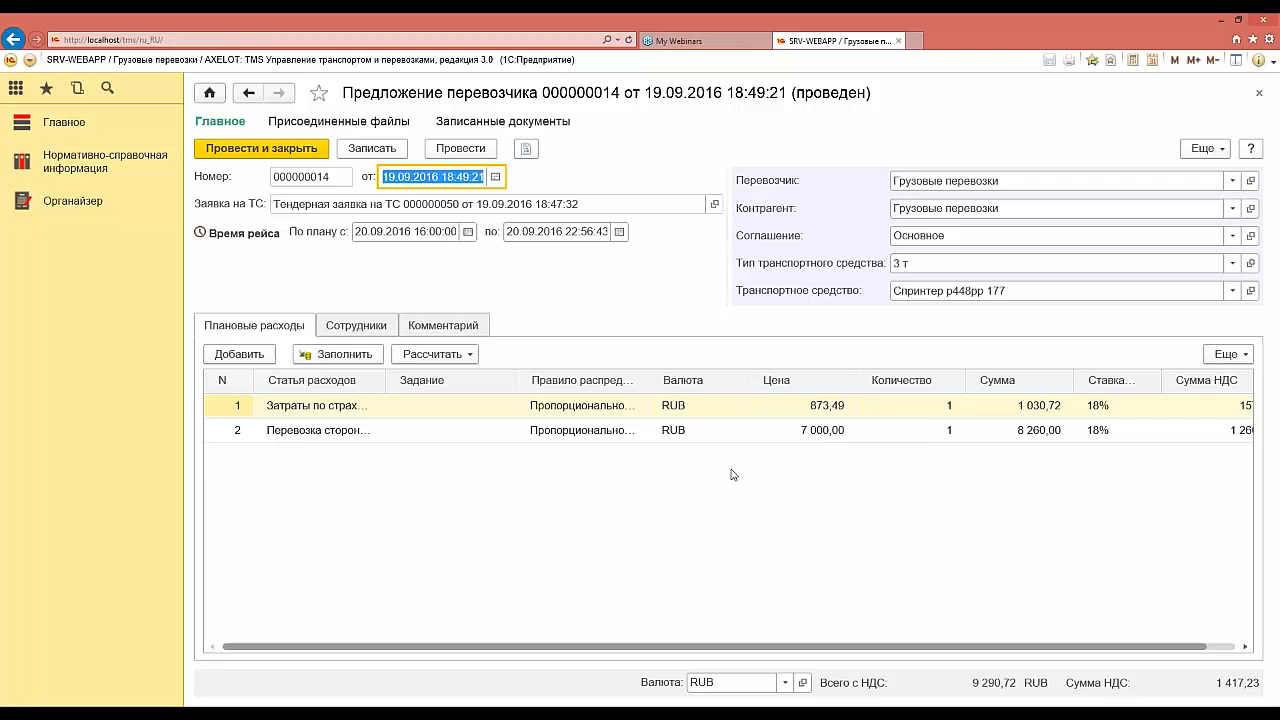 http://localhost/tms/ru_RU/
My Webinars
SRV-WEBAPP / Грузовые п...
SRV-WEBAPP / Грузовые перевозки / AXELOT: TMS Управление транспортом и перевозками, редакция 3.0 (1С:Предприятие)
M M+ M-
Предложение перевозчика 000000014 от 19.09.2016 18:49:21 (проведен)
Главное Присоединенные файлы Записанные документы
Провести и закрыть Записать Провести Еще ?
Главное
Нормативно-справочная
информация
Органайзер
Номер: 000000014 от: 19.09.2016 18:49:21
Заявка на ТС: Тендерная заявка на ТС 000000050 от 19.09.2016 18:47:32
Время рейса По плану с: 20.09.2016 16:00:00 по: 20.09.2016 22:56:43
Перевозчик: Грузовые перевозки
Контрагент: Грузовые перевозки
Соглашение: Основное
Тип транспортного средства: 3 т
Транспортное средство: Спринтер р448рр 177
Плановые расходы Сотрудники Комментарий
Добавить Заполнить Рассчитать Еще
N Статья расходов Задание Правило распред... Валюта Цена Количество Сумма Ставка... Сумма НДС
1 Затраты по страх... Пропорционально... RUB 873,49 1 1 030,72 18% 15
2 Перевозка сторон... Пропорционально... RUB 7 000,00 1 8 260,00 18% 1 26
Валюта: RUB Всего с НДС: 9 290,72 RUB Сумма НДС: 1 417,23